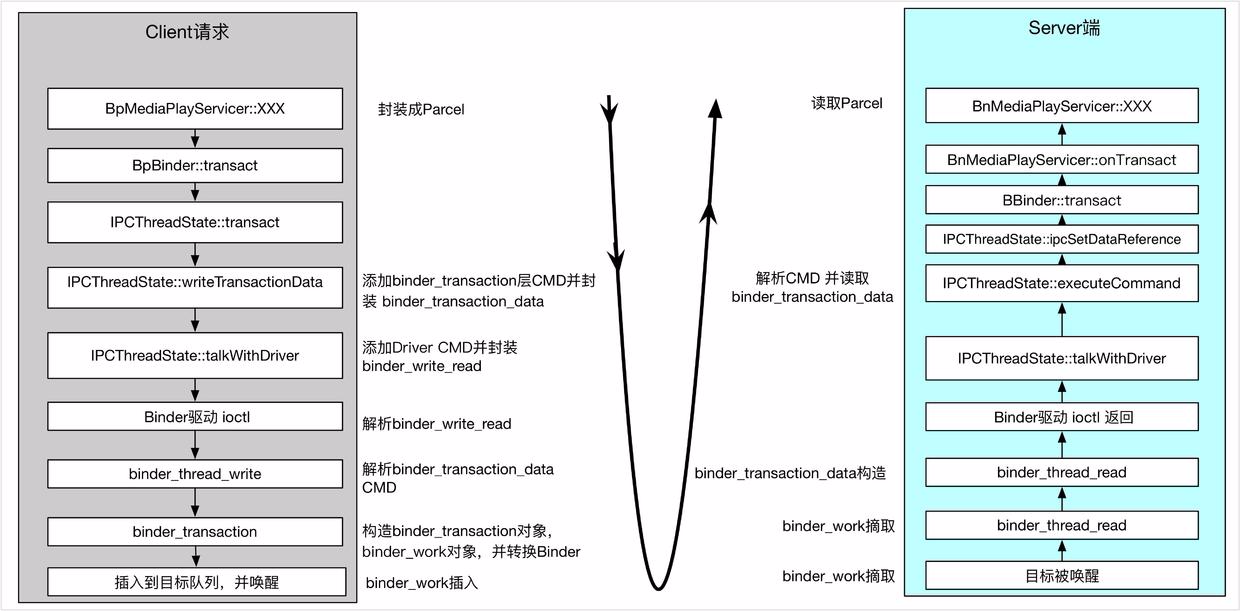 Client请求
BpMediaPlayServicer::XXX
BpBinder::transact
IPCThreadState::transact
IPCThreadState::writeTransactionData
IPCThreadState::talkWithDriver
Binder驱动 ioctl
binder_thread_write
binder_transaction
插入到目标队列，并唤醒
封装成Parcel
添加binder_transaction层CMD并封
装 binder_transaction_data
添加Driver CMD并封装
binder_write_read
解析binder_write_read
解析binder_transaction_data
CMD
构造binder_transaction对象，
binder_work对象，并转换Binder
binder_work插入
读取Parcel
解析CMD 并读取
binder_transaction_data
binder_transaction_data构造
binder_work摘取
binder_work摘取
Server端
BnMediaPlayServicer::XXX
BnMediaPlayServicer::onTransact
BBinder::transact
IPCThreadState::ipcSetDataReference
IPCThreadState::executeCommand
IPCThreadState::talkWithDriver
Binder驱动 ioctl 返回
binder_thread_read
binder_thread_read
目标被唤醒